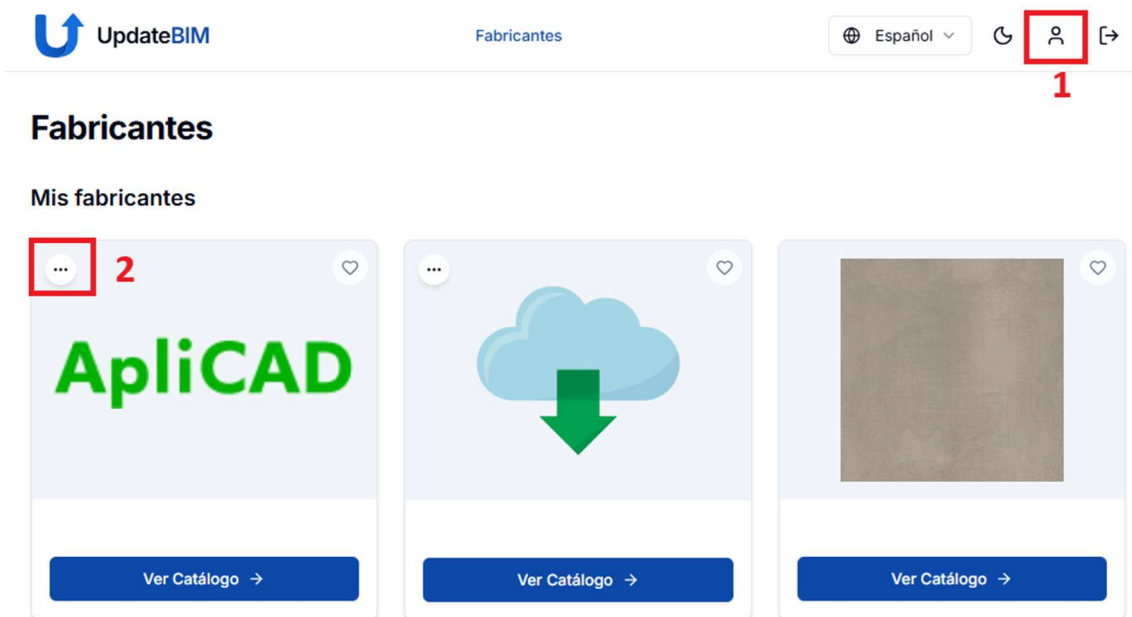 UpdateBIM
Fabricantes
Español
1
Fabricantes
Mis fabricantes
2
ApliCAD
Ver Catálogo →
Ver Catálogo →
Ver Catálogo →